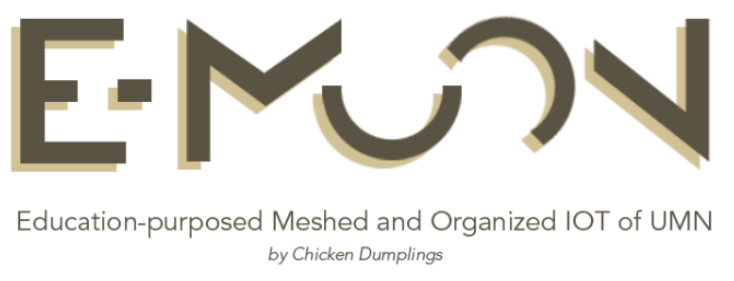 E-MOON
Education-purposed Meshed and Organized IOT of UMN
by Chicken Dumplings